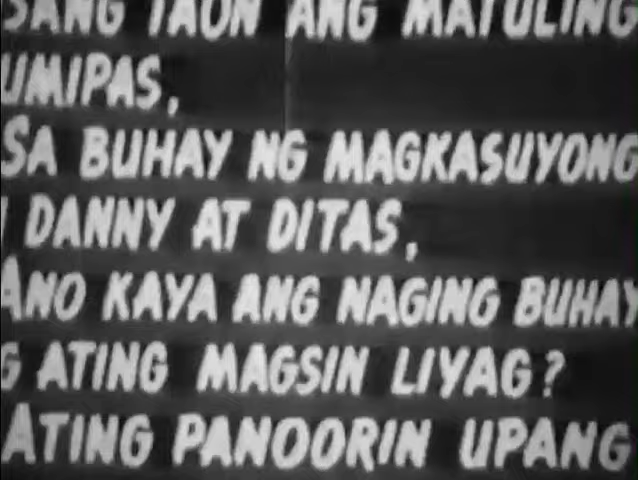 SANG TAON ANG MATULING
UMIPAS,
SA BUHAY NG MAGKASUYONG
I DANNY AT DITAS,
ANO KAYA ANG NAGING BUHAY
G ATING MAGSIN LIYAG?
ATING PANOORIN UPANG